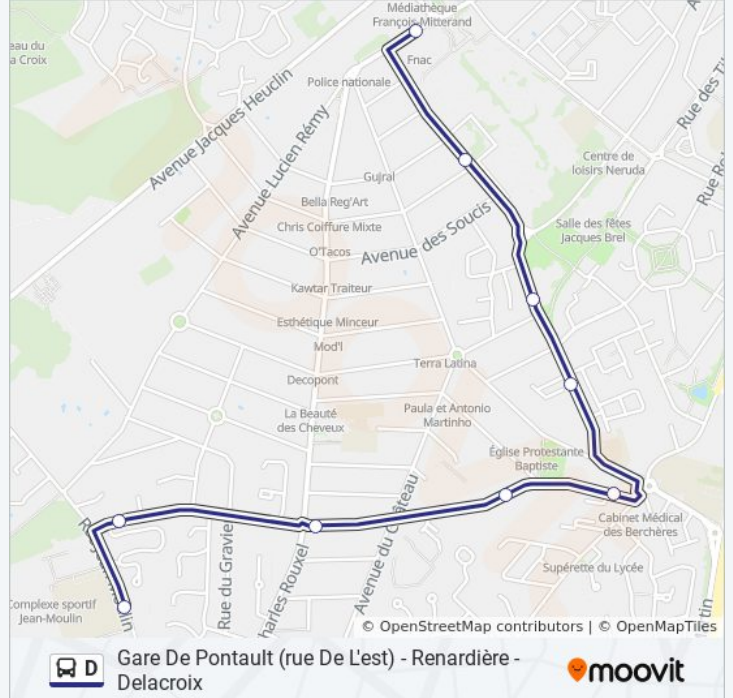 Médiathèque
François-Mitterrand
Fnac
Police nationale
eau du
a Croix
Avenue Jacques Heuclin
Avenue Lucien Rémy
Rue des
Centre de
loisirs Neruda
Gujral
Bella Reg'Art
Chris Coiffure Mixte
O'Tacos
Avenue des Soucis
Salle des fêtes
Jacques Brel
Kawtar Traiteur
Esthétique Minceur
Mod'l
Terra Latina
Decopont
La Beauté
des Cheveux
Paula et Antonio
Martinho
Église Protestante
Baptiste
Cabinet Médical
des Berchères
Supérette du Lycée
Rue du Gravie
harles Rouxel
Avenue du
Complexe sportif
Jean-Moulin
© OpenStreetMap contributors | © OpenMapTiles
D
Gare De Pontault (rue De L'est) - Renardière -
Delacroix
moovit